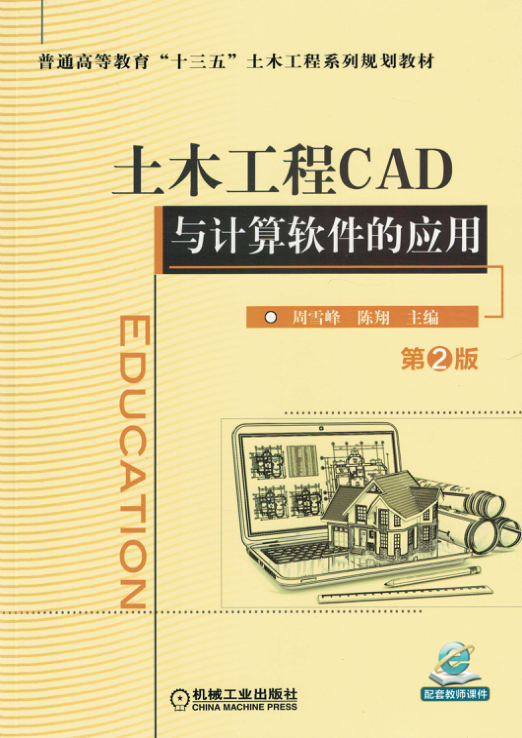 普通高等教育“十三五”土木工程系列规划教材
土木工程CAD
与计算软件的应用
周雪峰 陈翔 主编
第2版
EDUCATION
配套教师课件
机械工业出版社
CHINA MACHINE PRESS